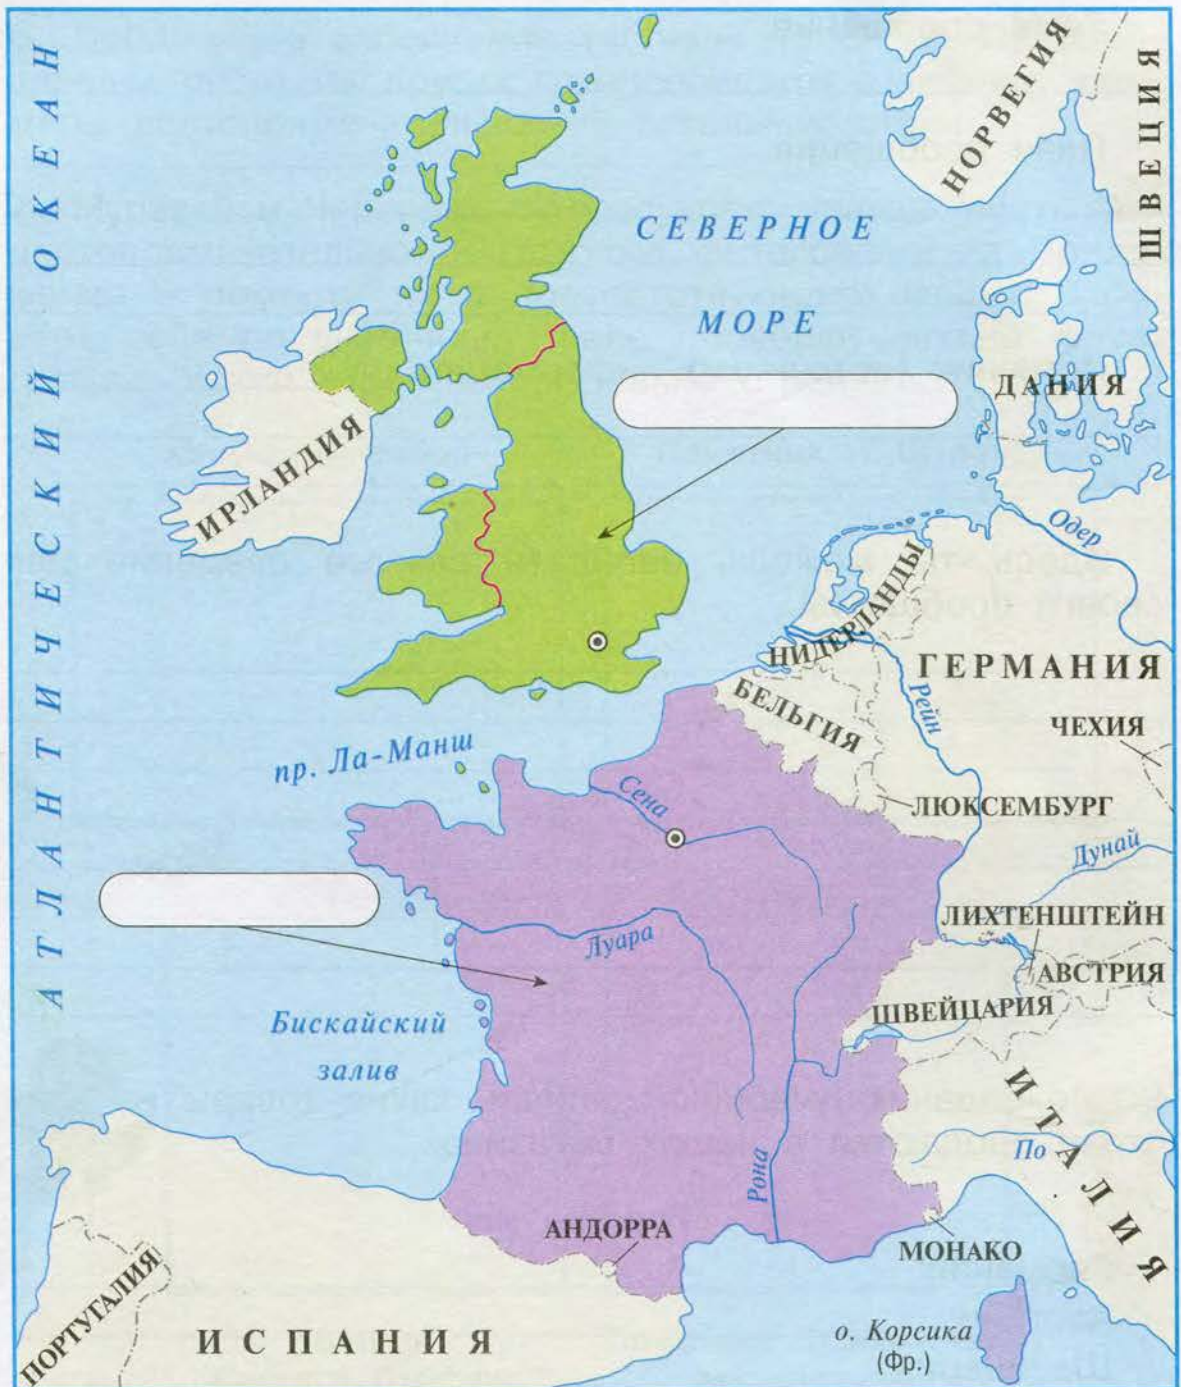 АТЛАНТИЧЕСКИЙ ОКЕАН
НОРВЕГИЯ
ШВЕЦИЯ
СЕВЕРНОЕ
МОРЕ
ДАНИЯ
ИРЛАНДИЯ
Одер
НИДЕРЛАНДЫ
ГЕРМАНИЯ
БЕЛЬГИЯ
Рейн
ЧЕХИЯ
пр. Ла-Манш
Сена
ЛЮКСЕМБУРГ
Дунай
ЛИХТЕНШТЕЙН
Луара
АВСТРИЯ
ШВЕЙЦАРИЯ
Бискайский
залив
ИТАЛИЯ
По
Рона
АНДОРРА
МОНАКО
ПОРТУГАЛИЯ
ИСПАНИЯ
о. Корсика
(Фр.)